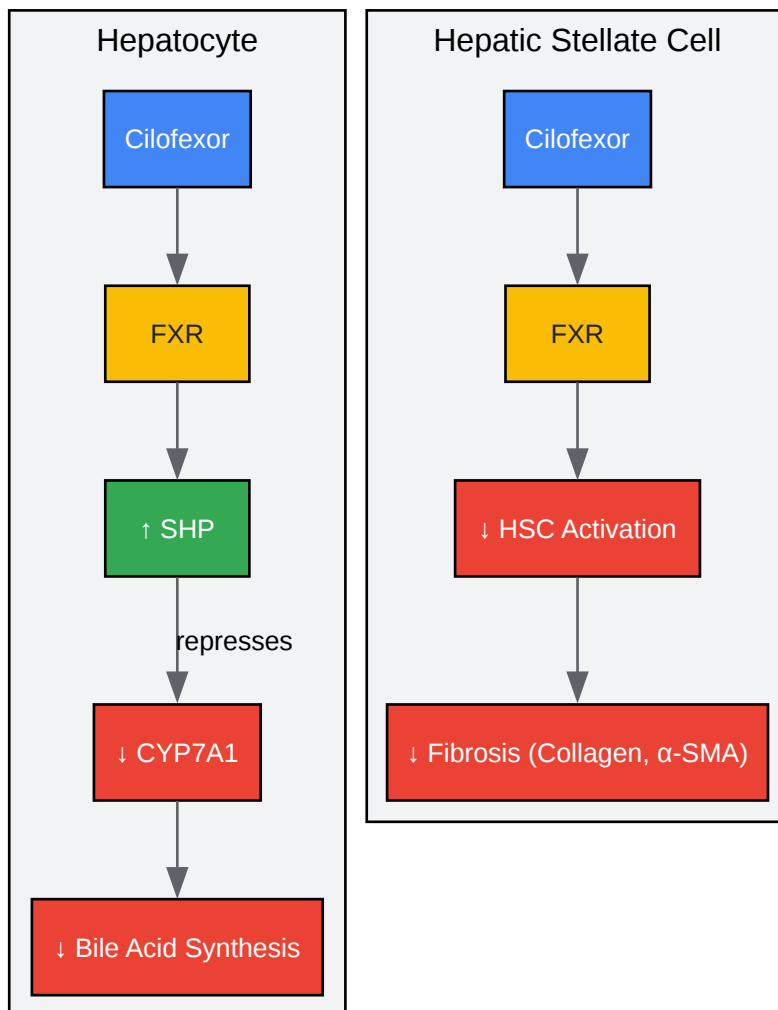 Hepatocyte
Cilofexor
FXR
↑ SHP
represses
↓ CYP7A1
↓ Bile Acid Synthesis
Hepatic Stellate Cell
Cilofexor
FXR
↓ HSC Activation
↓ Fibrosis (Collagen, α-SMA)